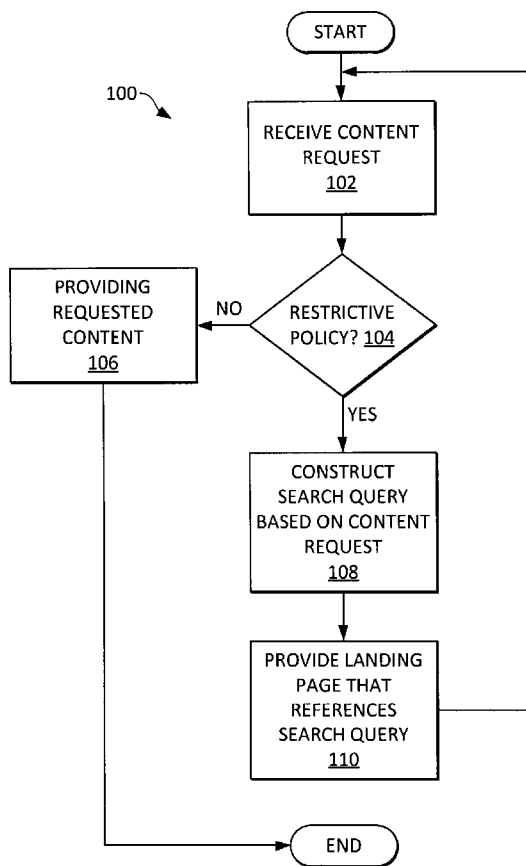 START
100
RECEIVE CONTENT
REQUEST
102
PROVIDING
REQUESTED
CONTENT
106
NO
RESTRICTIVE
POLICY? 104
YES
CONSTRUCT
SEARCH QUERY
BASED ON CONTENT
REQUEST
108
PROVIDE LANDING
PAGE THAT
REFERENCES
SEARCH QUERY
110
END